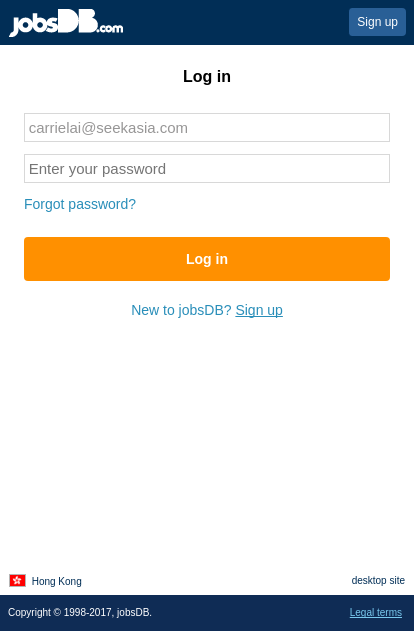 jobsDB.com
Sign up
Log in
carrielai@seekasia.com
Enter your password
Forgot password?
Log in
New to jobsDB? Sign up
Hong Kong
desktop site
Copyright © 1998-2017, jobsDB.
Legal terms